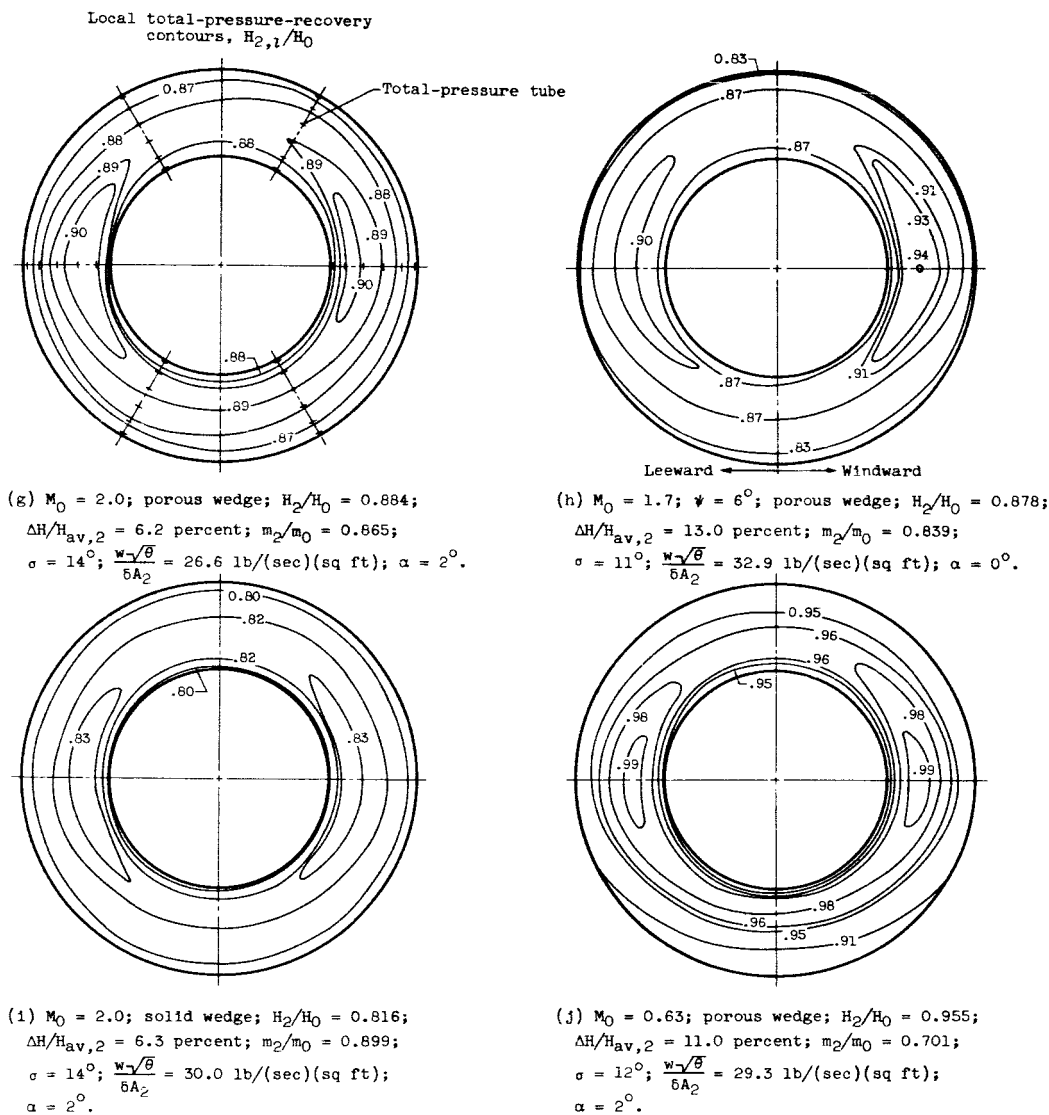 Local total-pressure-recovery
contours, H2,l/H0
0.87
Total-pressure tube
.88
.88
.89
.89
.88
.90
.89
.90
.88
.89
.87
(g) M0 = 2.0; porous wedge; H2/H0 = 0.884;
ΔH/Hav,2 = 6.2 percent; m2/m0 = 0.865;
σ = 14°; w√θ/δA2 = 26.6 lb/(sec)(sq ft); α = 2°.
0.83
.87
.87
.91
.90
.93
.94
.87
.91
.87
.83
Leeward Windward
(h) M0 = 1.7; ψ = 6°; porous wedge; H2/H0 = 0.878;
ΔH/Hav,2 = 13.0 percent; m2/m0 = 0.839;
σ = 11°; w√θ/δA2 = 32.9 lb/(sec)(sq ft); α = 0°.
0.80
.82
.82
.80
.83
.83
(i) M0 = 2.0; solid wedge; H2/H0 = 0.816;
ΔH/Hav,2 = 6.3 percent; m2/m0 = 0.899;
σ = 14°; w√θ/δA2 = 30.0 lb/(sec)(sq ft);
α = 2°.
0.95
.96
.96
.95
.98
.98
.99
.99
.98
.96
.95
.91
(j) M0 = 0.63; porous wedge; H2/H0 = 0.955;
ΔH/Hav,2 = 11.0 percent; m2/m0 = 0.701;
σ = 12°; w√θ/δA2 = 29.3 lb/(sec)(sq ft);
α = 2°.